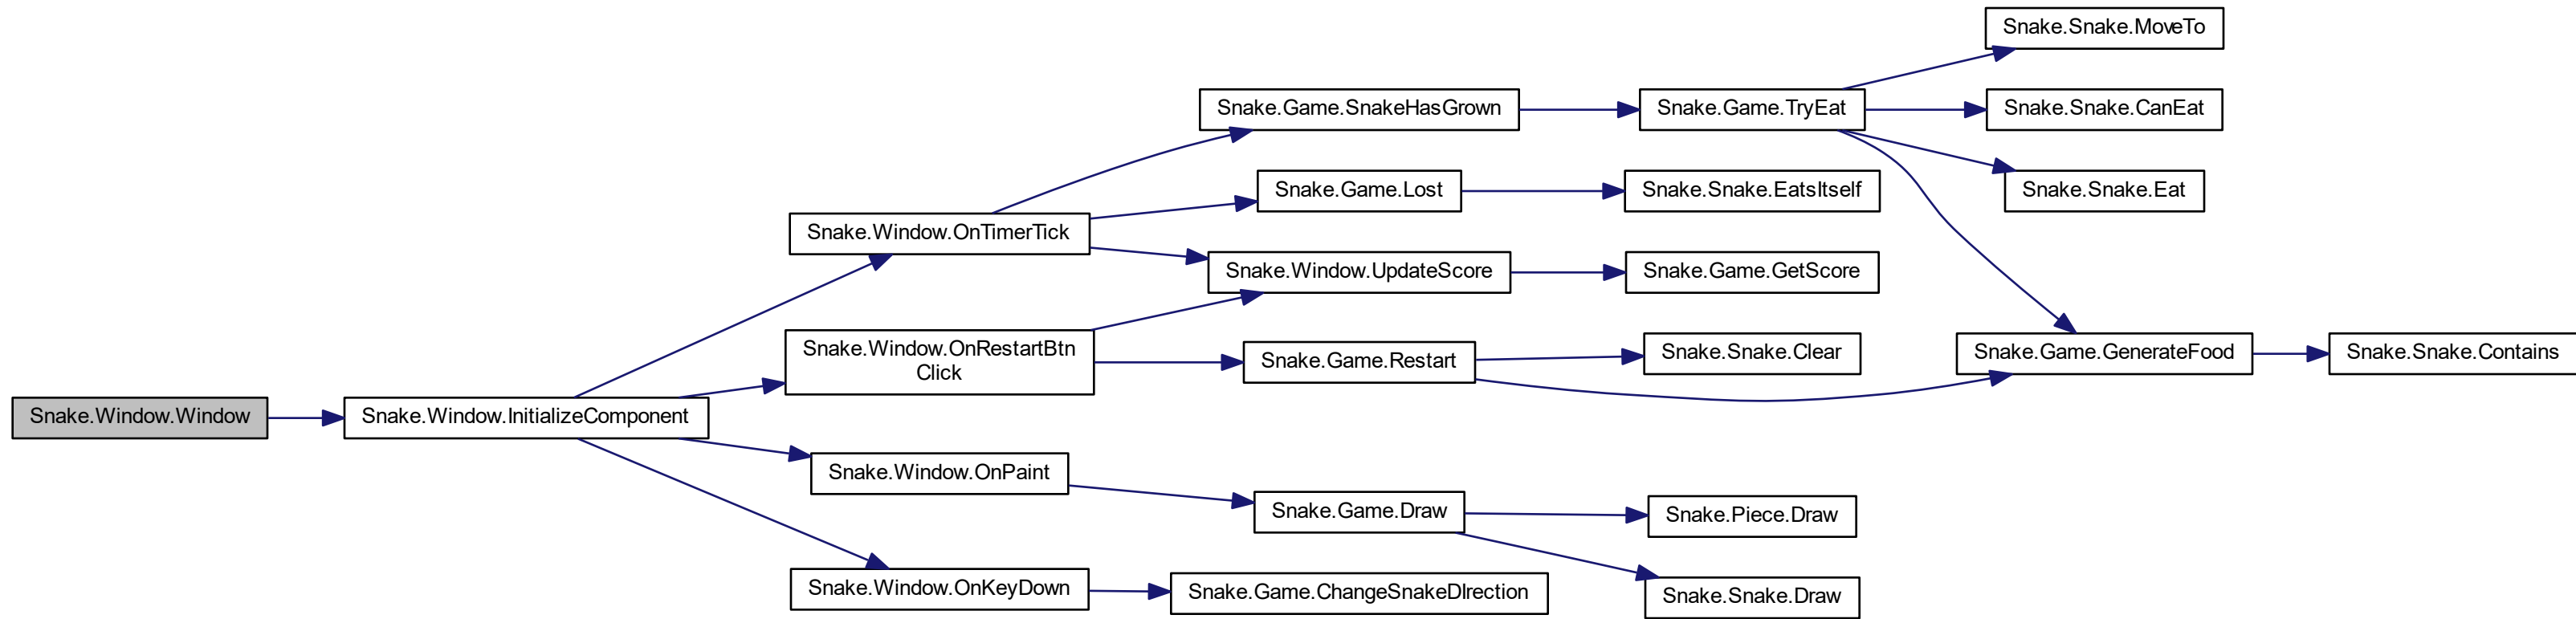 Snake.Snake.MoveTo
Snake.Game.SnakeHasGrown
Snake.Game.TryEat
Snake.Snake.CanEat
Snake.Game.Lost
Snake.Snake.EatsItself
Snake.Snake.Eat
Snake.Window.OnTimerTick
Snake.Window.UpdateScore
Snake.Game.GetScore
Snake.Window.OnRestartBtn
Click
Snake.Game.Restart
Snake.Snake.Clear
Snake.Game.GenerateFood
Snake.Snake.Contains
Snake.Window.Window
Snake.Window.InitializeComponent
Snake.Window.OnPaint
Snake.Game.Draw
Snake.Piece.Draw
Snake.Window.OnKeyDown
Snake.Game.ChangeSnakeDIrection
Snake.Snake.Draw